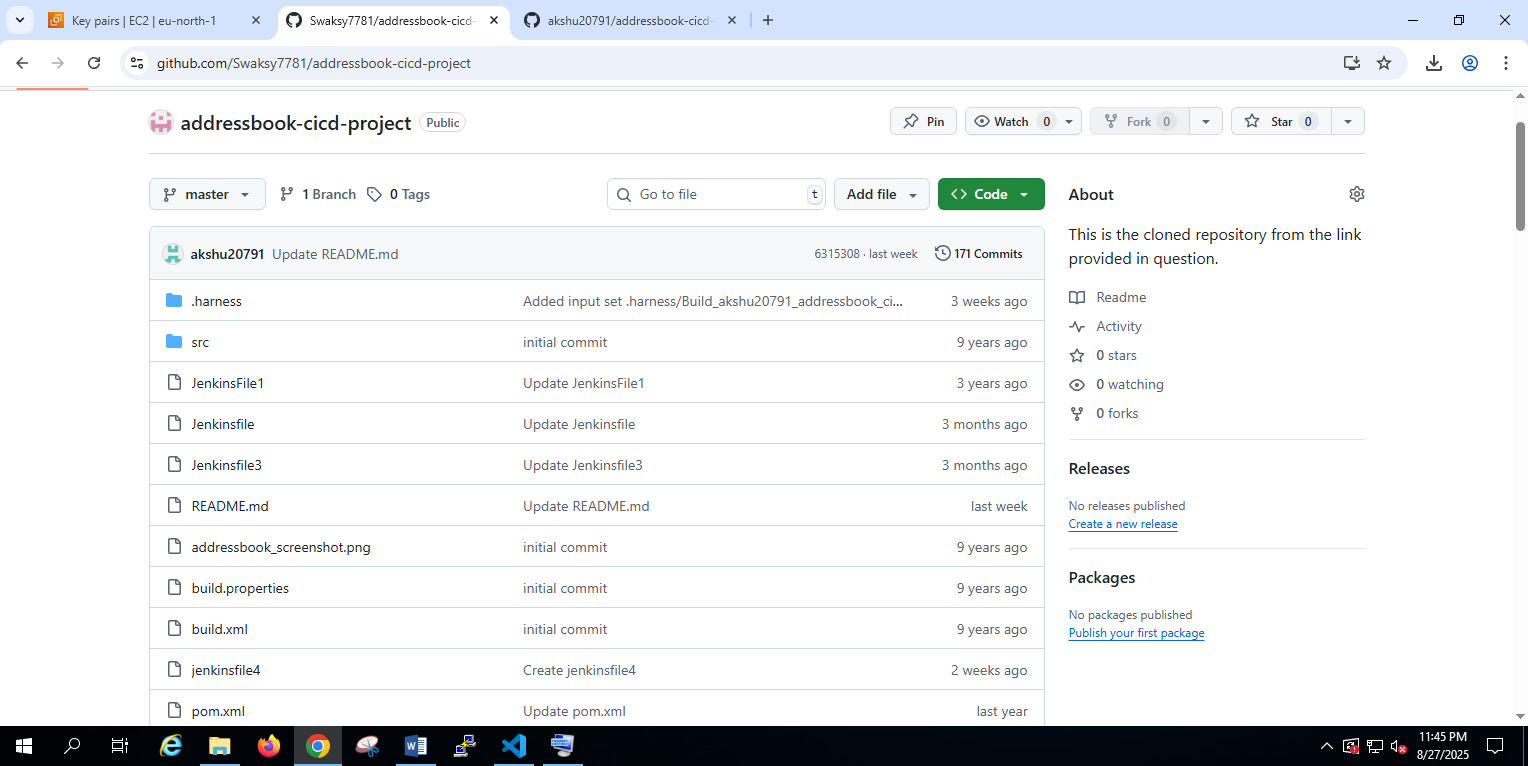 Key pairs | EC2 | eu-north-1
Swaksy7781/addressbook-cicd-
akshu20791/addressbook-cicd-
github.com/Swaksy7781/addressbook-cicd-project
addressbook-cicd-project Public
Pin Watch 0 Fork 0 Star 0
master 1 Branch 0 Tags Go to file t Add file Code
akshu20791 Update README.md 6315308 · last week 171 Commits
.harness Added input set .harness/Build_akshu20791_addressbook_ci... 3 weeks ago
src initial commit 9 years ago
JenkinsFile1 Update JenkinsFile1 3 years ago
Jenkinsfile Update Jenkinsfile 3 months ago
Jenkinsfile3 Update Jenkinsfile3 3 months ago
README.md Update README.md last week
addressbook_screenshot.png initial commit 9 years ago
build.properties initial commit 9 years ago
build.xml initial commit 9 years ago
jenkinsfile4 Create jenkinsfile4 2 weeks ago
pom.xml Update pom.xml last year
About
This is the cloned repository from the link
provided in question.
Readme
Activity
0 stars
0 watching
0 forks
Releases
No releases published
Create a new release
Packages
No packages published
Publish your first package
11:45 PM
8/27/2025